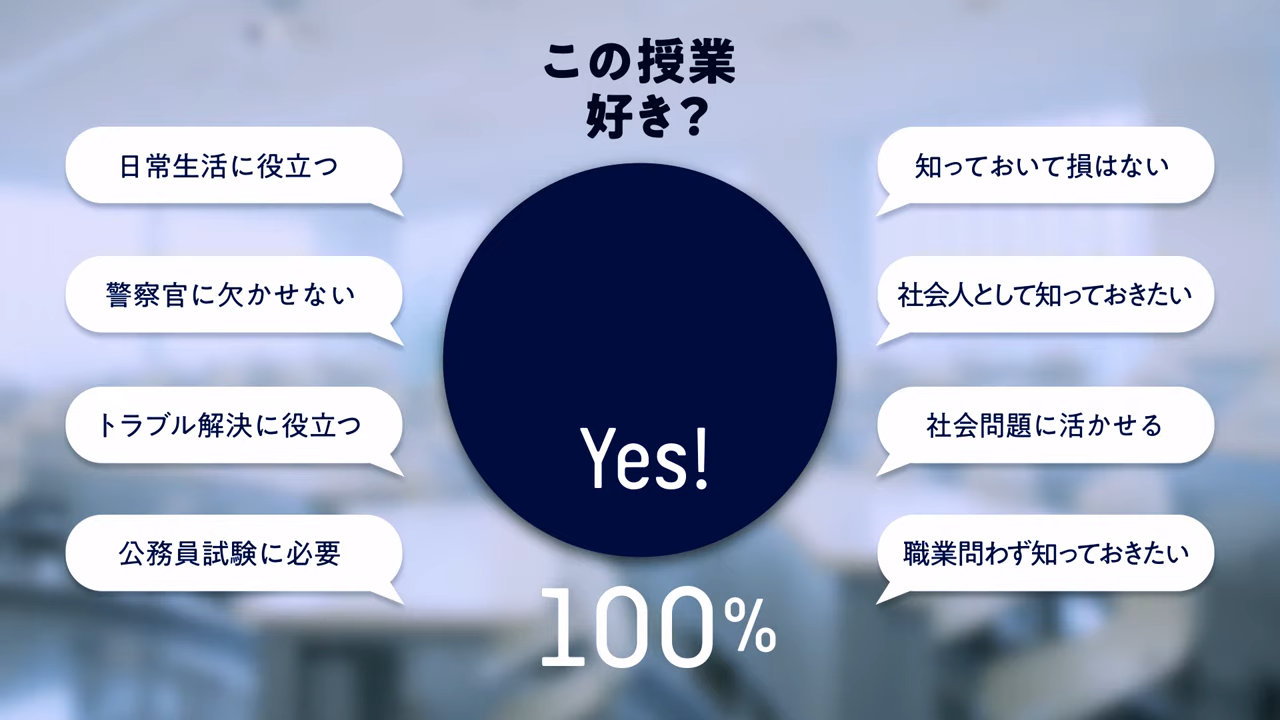 この授業
好き？
日常生活に役立つ
警察官に欠かせない
トラブル解決に役立つ
公務員試験に必要
Yes!
100%
知っておいて損はない
社会人として知っておきたい
社会問題に活かせる
職業問わず知っておきたい